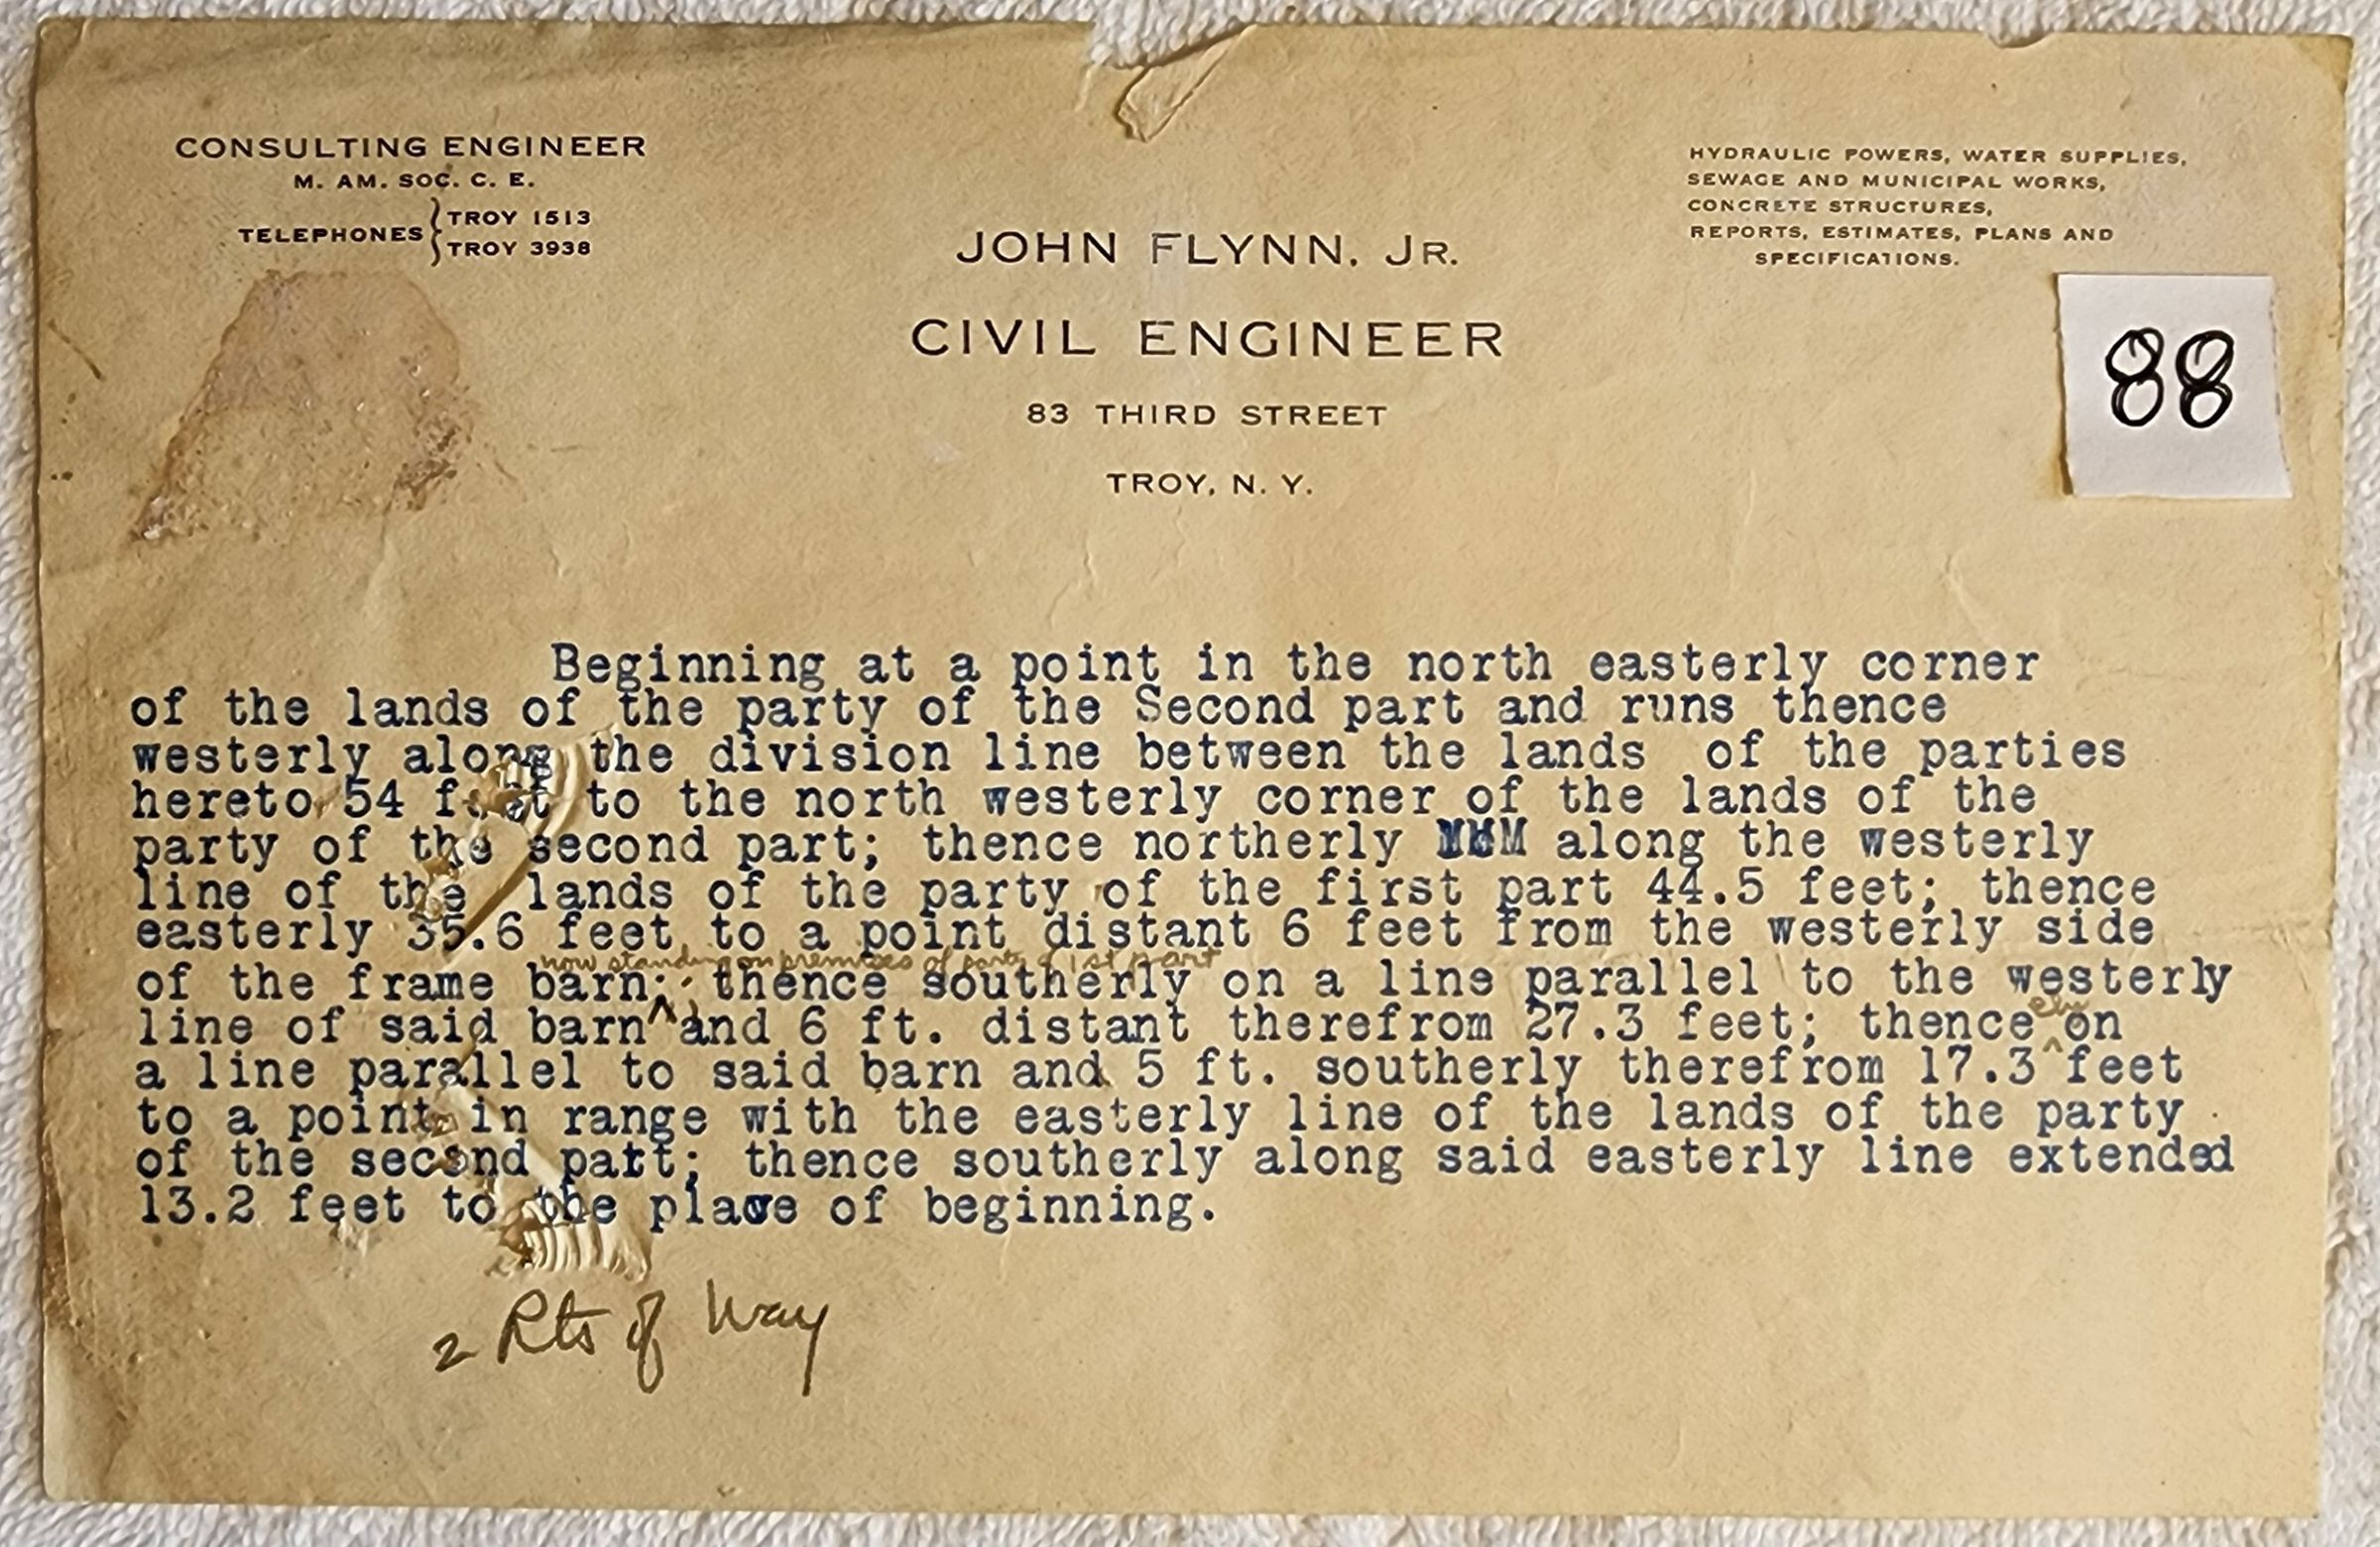 CONSULTING ENGINEER
M. AM. SOC. C. E.
TELEPHONES { TROY 1513
TROY 3938
HYDRAULIC POWERS, WATER SUPPLIES,
SEWAGE AND MUNICIPAL WORKS,
CONCRETE STRUCTURES,
REPORTS, ESTIMATES, PLANS AND
SPECIFICATIONS.
JOHN FLYNN, JR.
CIVIL ENGINEER
83 THIRD STREET
TROY, N. Y.
88
Beginning at a point in the north easterly corner
of the lands of the party of the Second part and runs thence
westerly along the division line between the lands of the parties
hereto 54 feet to the north westerly corner of the lands of the
party of the second part; thence northerly along the westerly
line of the lands of the party of the first part 44.5 feet; thence
easterly 35.6 feet to a point distant 6 feet from the westerly side
now standing on premises of party of 1st part
of the frame barn; thence southerly on a line parallel to the westerly
line of said barn ^ and 6 ft. distant therefrom 27.3 feet; thence ^ on
a line parallel to said barn and 5 ft. southerly therefrom 17.3 feet
to a point in range with the easterly line of the lands of the party
of the second part; thence southerly along said easterly line extended
13.2 feet to the place of beginning.
2 Rts of Way